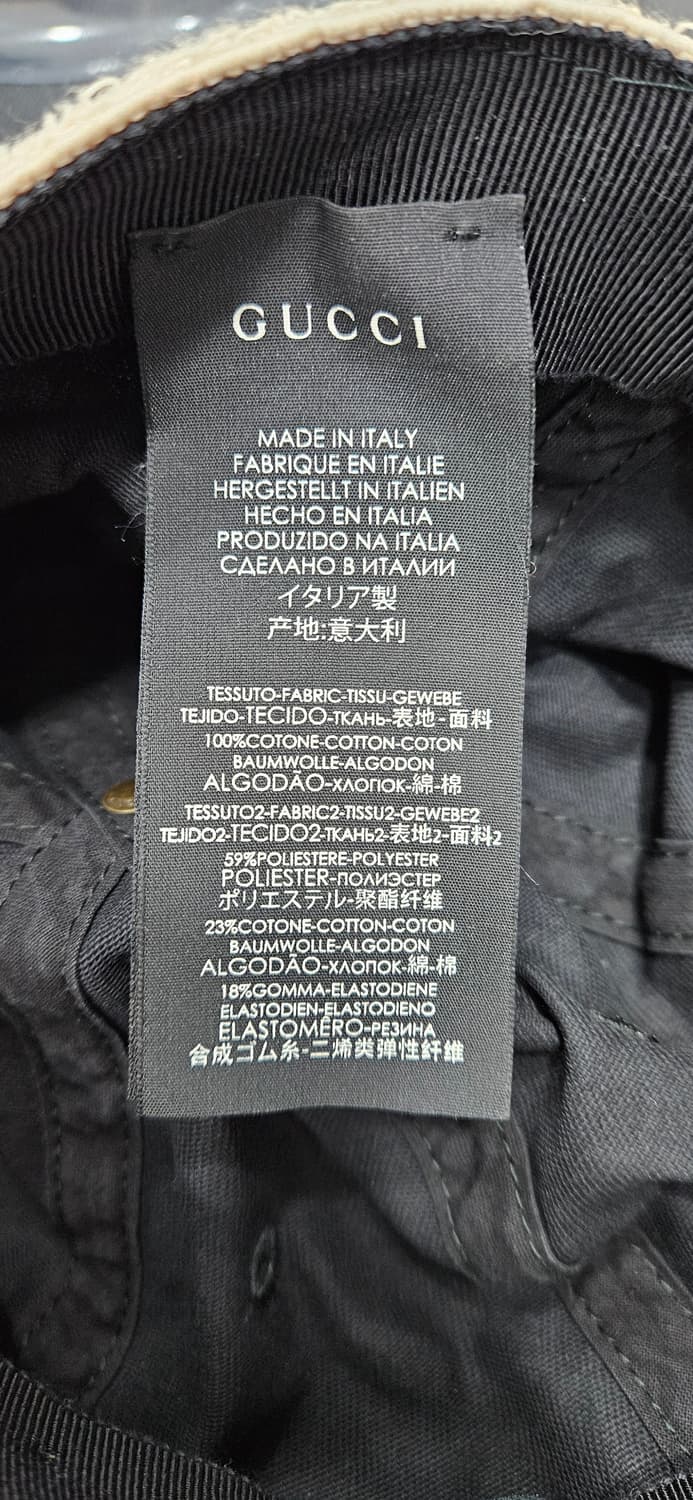 GUCCI
MADE IN ITALY
FABRIQUE EN ITALIE
HERGESTELLT IN ITALIEN
HECHO EN ITALIA
PRODUZIDO NA ITALIA
СДЕЛАНО В ИТАЛИИ
イタリア製
产地:意大利
TESSUTO-FABRIC-TISSU-GEWEBE
TEJIDO-TECIDO-ТКАНЬ-表地-面料
100%COTONE-COTTON-COTON
BAUMWOLLE-ALGODON
ALGODÃO-ХЛОПОК-綿-棉
TESSUTO2-FABRIC2-TISSU2-GEWEBE2
TEJIDO2-TECIDO2-ТКАНЬ2-表地2-面料2
59%POLIESTERE-POLYESTER
POLIESTER-ПОЛИЭСТЕР
ポリエステル-聚酯纤维
23%COTONE-COTTON-COTON
BAUMWOLLE-ALGODON
ALGODÃO-ХЛОПОК-綿-棉
18%GOMMA-ELASTODIENE
ELASTODIEN-ELASTODIENO
ELASTOMÊRO-РЕЗИНА
合成ゴム糸-二烯类弹性纤维